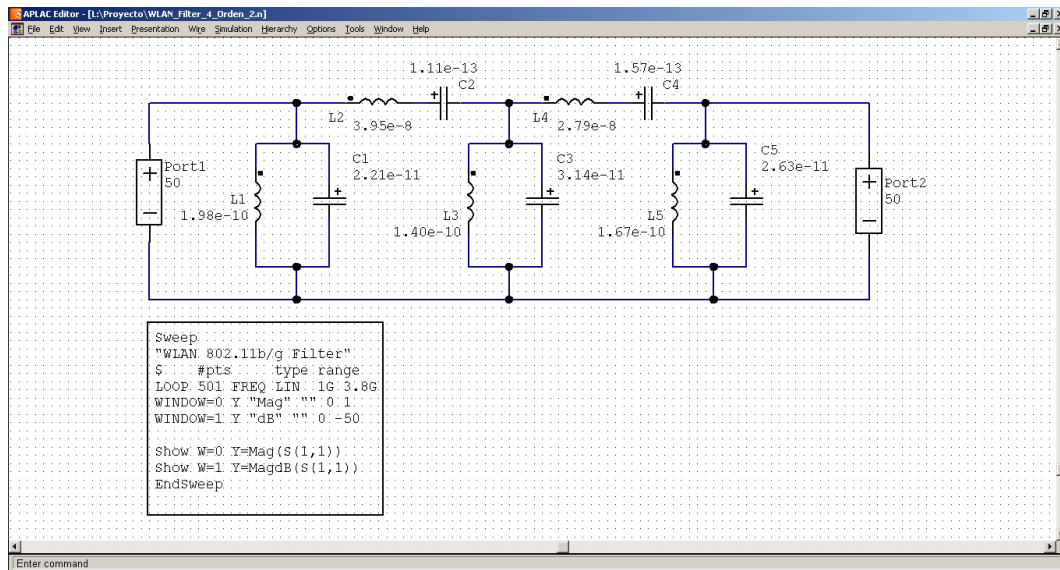 APLAC Editor - [L:\Proyecto\WLAN_Filter_4_Orden_2.n]
File Edit View Insert Presentation Wire Simulation Hierarchy Options Tools Window Help
1.11e-13
C2
1.57e-13
C4
L2
3.95e-8
L4
2.79e-8
Port1
50
C1
2.21e-11
L1
1.98e-10
C3
3.14e-11
L3
1.40e-10
C5
2.63e-11
L5
1.67e-10
Port2
50
Sweep
"WLAN 802.11b/g Filter"
$ #pts type range
LOOP 501 FREQ LIN 1G 3.8G
WINDOW=0 Y "Mag" "" 0 1
WINDOW=1 Y "dB" "" 0 -50
Show W=0 Y=Mag(S(1,1))
Show W=1 Y=MagdB(S(1,1))
EndSweep
Enter command